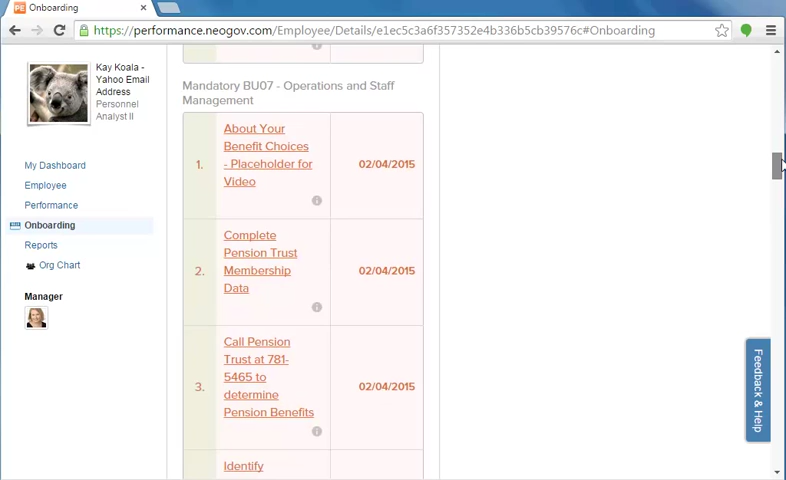 PE Onboarding
https://performance.neogov.com/Employee/Details/e1ec5c3a6f357352e4b336b5cb39576c#Onboarding
Kay Koala -
Yahoo Email
Address
Personnel
Analyst II
My Dashboard
Employee
Performance
Onboarding
Reports
Org Chart
Manager
Mandatory BU07 - Operations and Staff
Management
1.
About Your
Benefit Choices
- Placeholder for
Video
02/04/2015
2.
Complete
Pension Trust
Membership
Data
02/04/2015
3.
Call Pension
Trust at 781-
5465 to
determine
Pension Benefits
02/04/2015
Identify
Feedback & Help